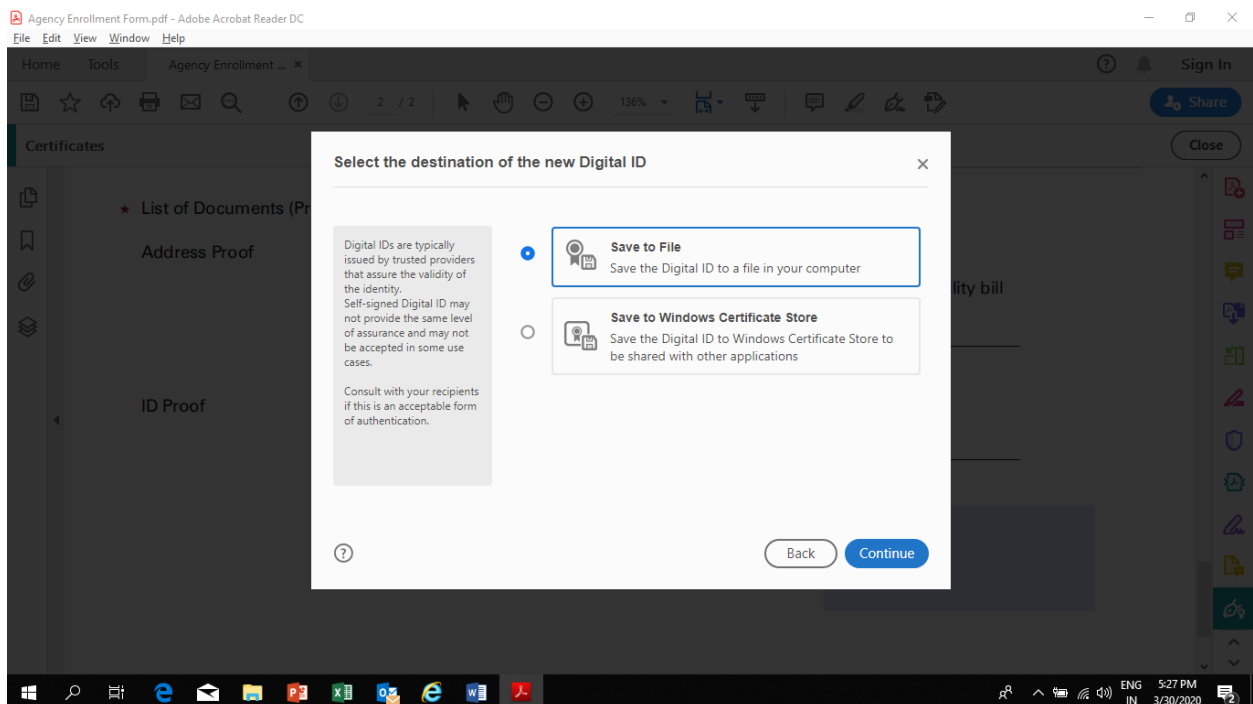 Agency Enrollment Form.pdf - Adobe Acrobat Reader DC
File Edit View Window Help
Home Tools Agency Enrollment ... × Sign In
2 / 2 136% Share
Certificates Close
Select the destination of the new Digital ID
★ List of Documents (Pr
Address Proof
lity bill
ID Proof
Digital IDs are typically
issued by trusted providers
that assure the validity of
the identity.
Self-signed Digital ID may
not provide the same level
of assurance and may not
be accepted in some use
cases.
Consult with your recipients
if this is an acceptable form
of authentication.
Save to File
Save the Digital ID to a file in your computer
Save to Windows Certificate Store
Save the Digital ID to Windows Certificate Store to
be shared with other applications
Back Continue
ENG 5:27 PM
IN 3/30/2020 2